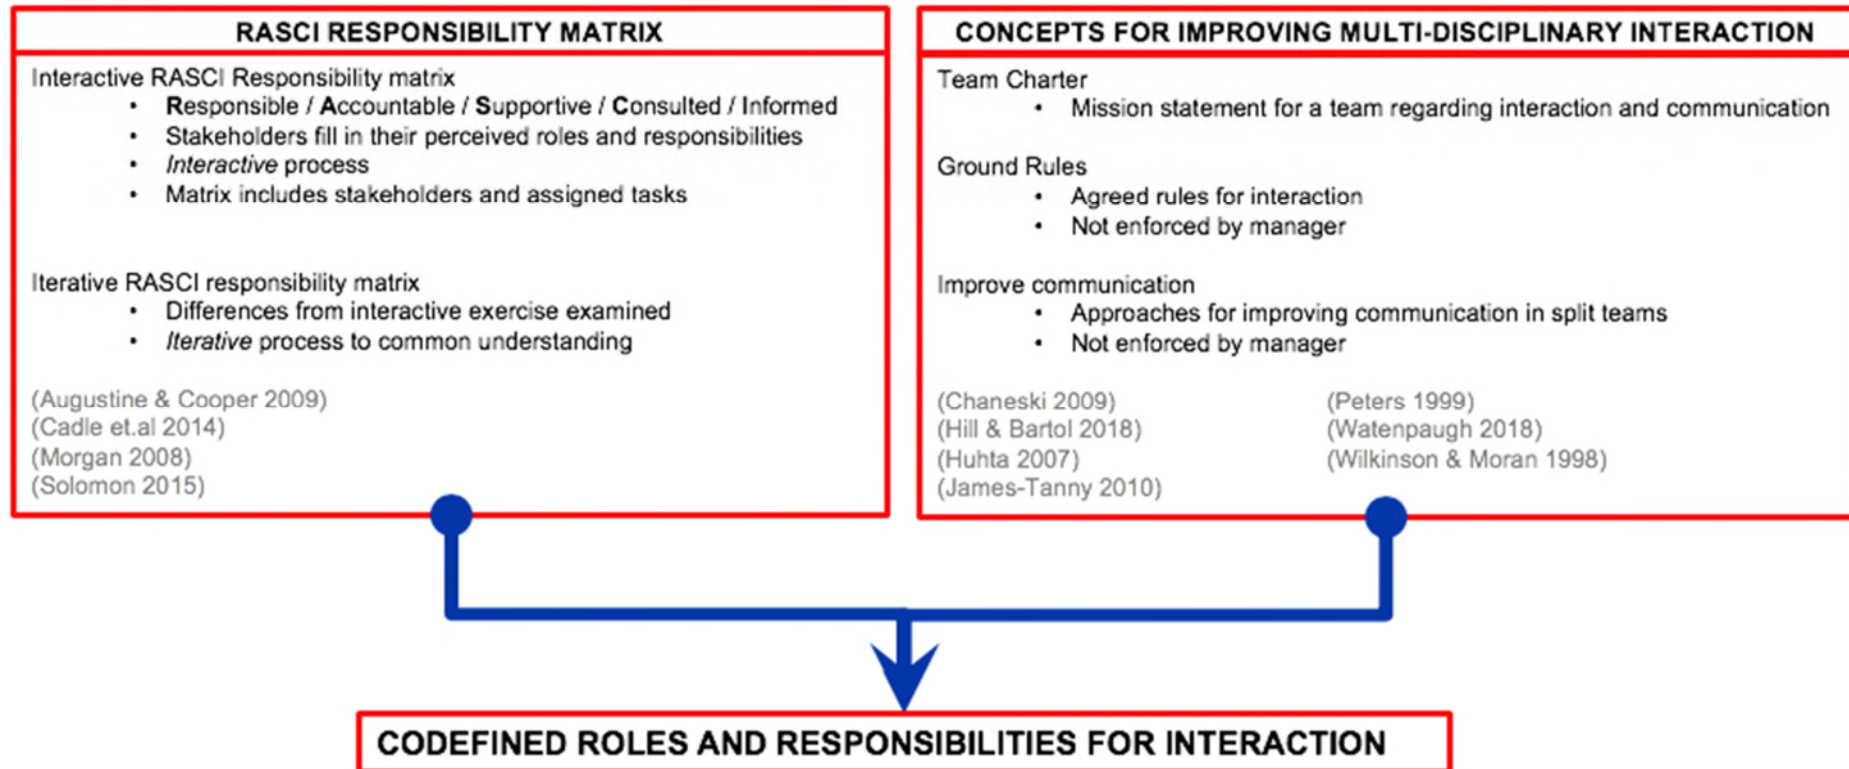 RASCI RESPONSIBILITY MATRIX
Interactive RASCI Responsibility matrix
• Responsible / Accountable / Supportive / Consulted / Informed
• Stakeholders fill in their perceived roles and responsibilities
• Interactive process
• Matrix includes stakeholders and assigned tasks
Iterative RASCI responsibility matrix
• Differences from interactive exercise examined
• Iterative process to common understanding
(Augustine & Cooper 2009)
(Cadle et.al 2014)
(Morgan 2008)
(Solomon 2015)
CONCEPTS FOR IMPROVING MULTI-DISCIPLINARY INTERACTION
Team Charter
• Mission statement for a team regarding interaction and communication
Ground Rules
• Agreed rules for interaction
• Not enforced by manager
Improve communication
• Approaches for improving communication in split teams
• Not enforced by manager
(Chaneski 2009)
(Hill & Bartol 2018)
(Huhta 2007)
(James-Tanny 2010)
(Peters 1999)
(Watenpaugh 2018)
(Wilkinson & Moran 1998)
CODEFINED ROLES AND RESPONSIBILITIES FOR INTERACTION